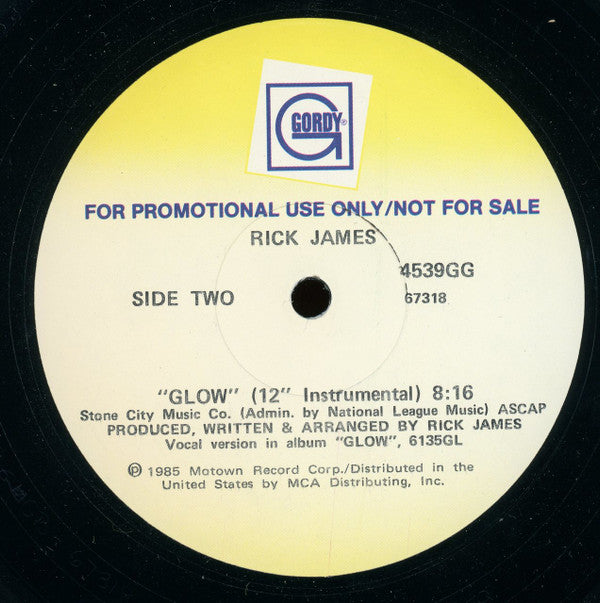 GORDY®
FOR PROMOTIONAL USE ONLY/NOT FOR SALE
RICK JAMES
4539GG
SIDE TWO
67318
“GLOW” (12” Instrumental) 8:16
Stone City Music Co. (Admin. by National League Music) ASCAP
PRODUCED, WRITTEN & ARRANGED BY RICK JAMES
Vocal version in album “GLOW”, 6135GL
℗ 1985 Motown Record Corp./Distributed in the
United States by MCA Distributing, Inc.